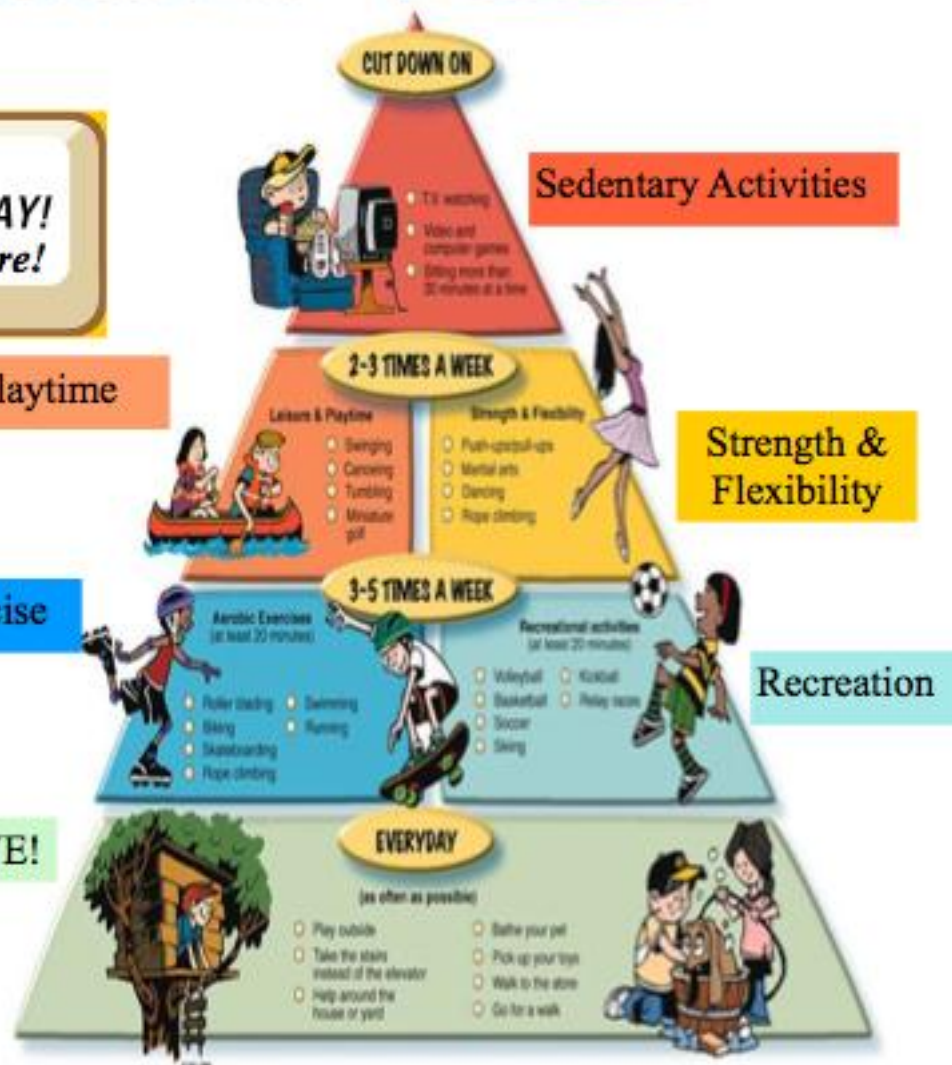 CUT DOWN ON
AY!
re!
Sedentary Activities
T.V. watching
Video and
computer games
Sitting more than
30 minutes at a time
2-3 TIMES A WEEK
laytime
Leisure & Playtime
Swinging
Canoeing
Tumbling
Miniature
golf
Strength & Flexibility
Push-ups/pull-ups
Martial arts
Dancing
Rope climbing
Strength &
Flexibility
3-5 TIMES A WEEK
ise
Aerobic Exercises
(at least 20 minutes)
Roller blading
Biking
Skateboarding
Rope climbing
Swimming
Running
Recreational activities
(at least 20 minutes)
Volleyball
Basketball
Soccer
Skiing
Kickball
Relay races
Recreation
E!
EVERYDAY
(as often as possible)
Play outside
Take the stairs
instead of the elevator
Help around the
house or yard
Bathe your pet
Pick up your toys
Walk to the store
Go for a walk